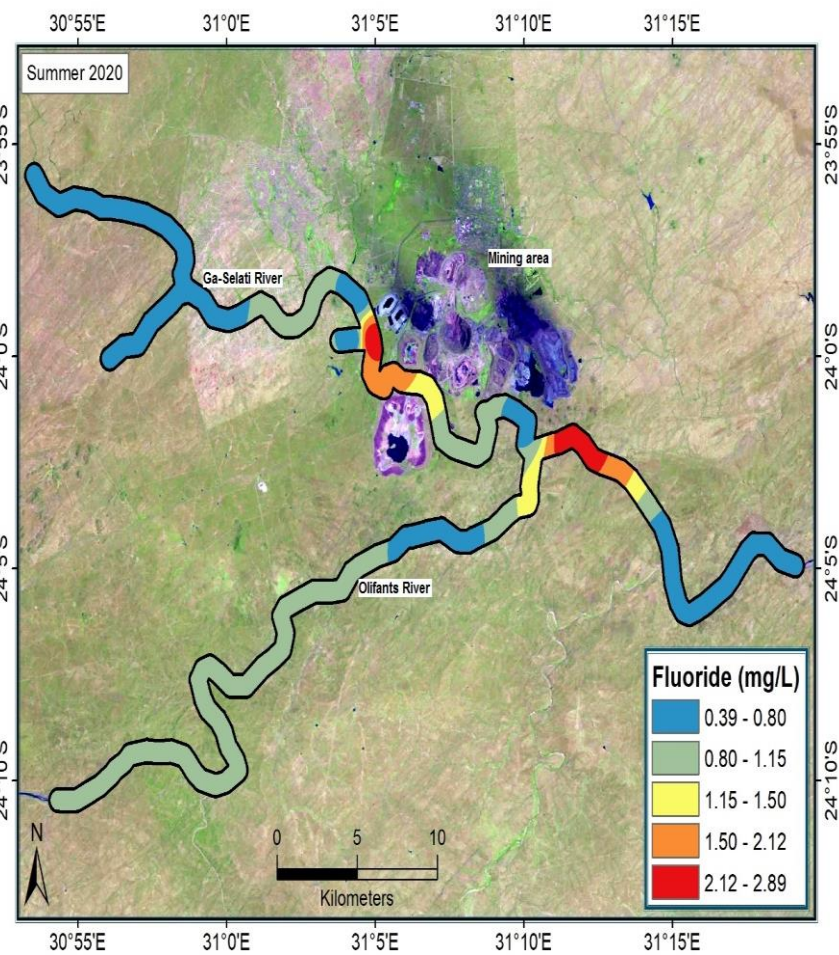 30°55'E 31°0'E 31°5'E 31°10'E 31°15'E
Summer 2020
23°55'S 23°55'S
Mining area
Ga-Selati River
24°0'S 24°0'S
24°5'S 24°5'S
Olifants River
Fluoride (mg/L)
0.39 - 0.80
0.80 - 1.15
1.15 - 1.50
1.50 - 2.12
2.12 - 2.89
24°10'S 24°10'S
N
0 5 10
Kilometers
30°55'E 31°0'E 31°5'E 31°10'E 31°15'E